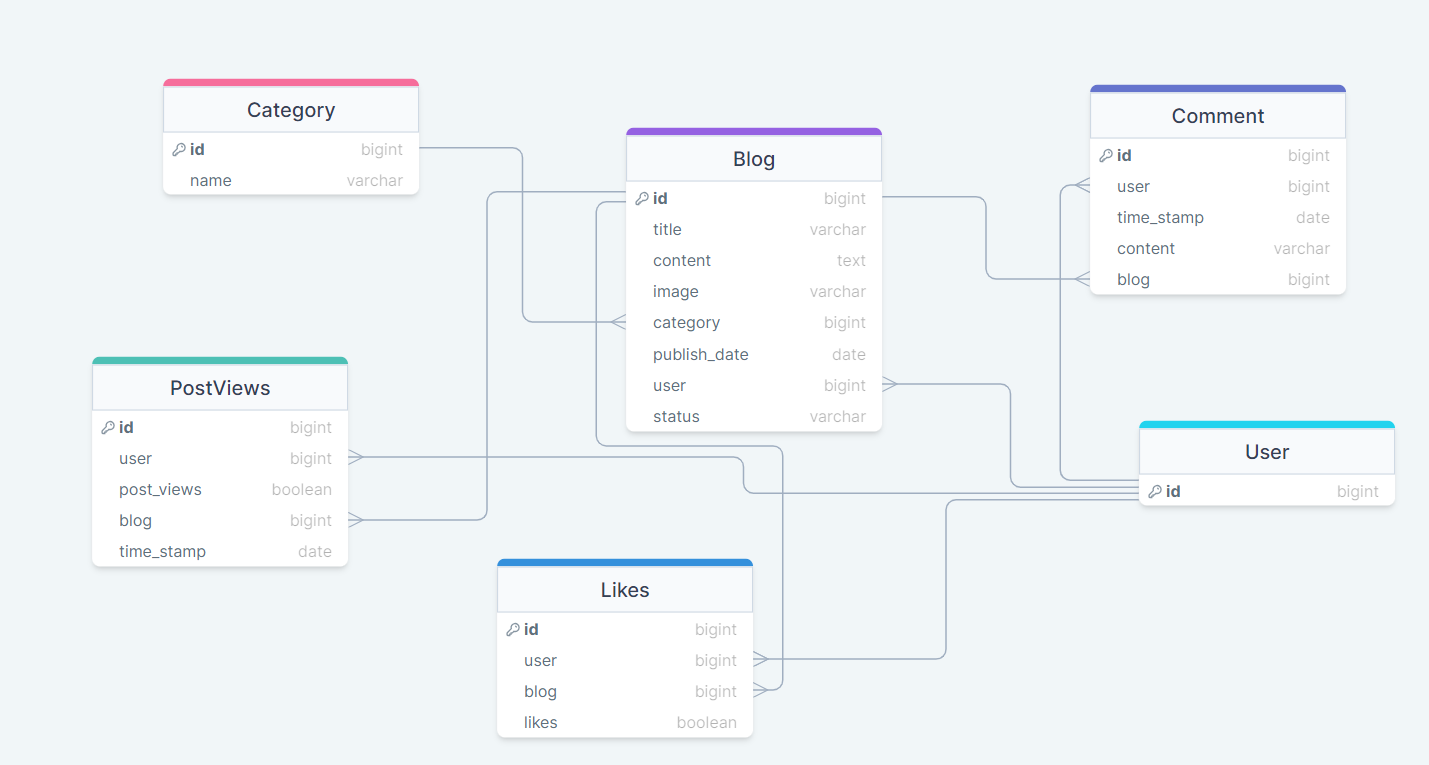 Category
id bigint
name varchar
Blog
id bigint
title varchar
content text
image varchar
category bigint
publish_date date
user bigint
status varchar
Comment
id bigint
user bigint
time_stamp date
content varchar
blog bigint
PostViews
id bigint
user bigint
post_views boolean
blog bigint
time_stamp date
User
id bigint
Likes
id bigint
user bigint
blog bigint
likes boolean